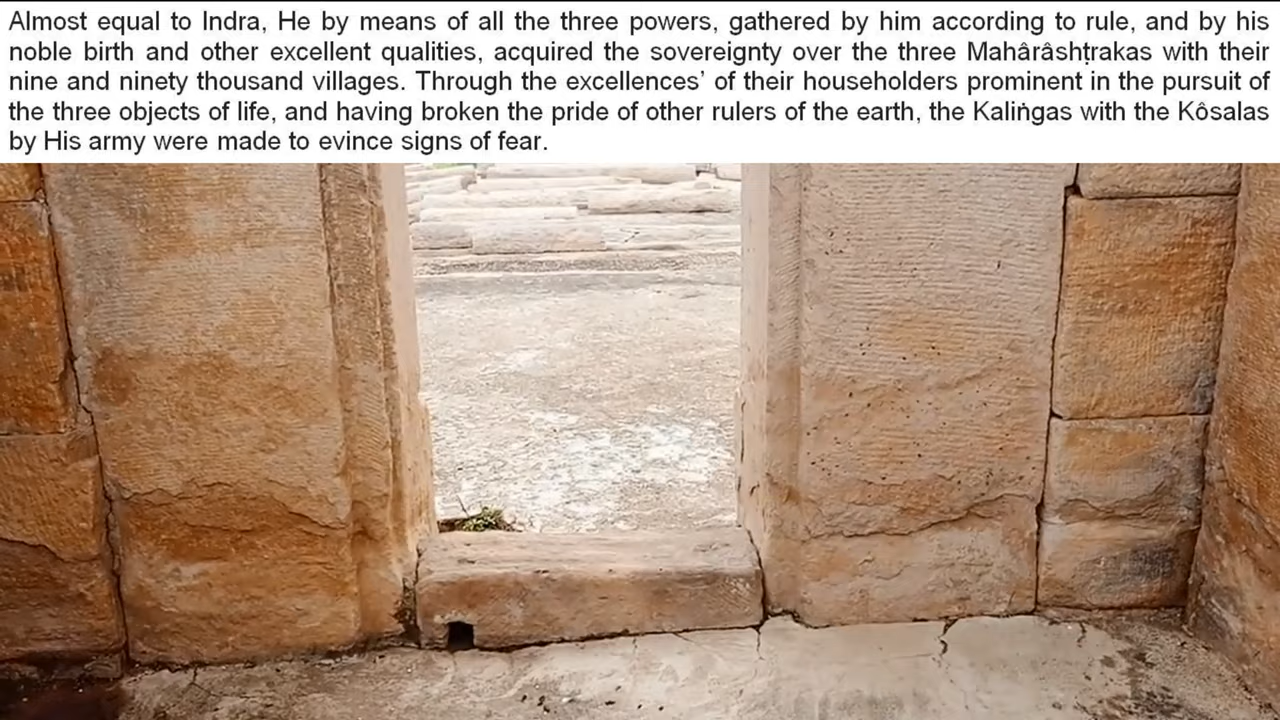 Almost equal to Indra, He by means of all the three powers, gathered by him according to rule, and by his
noble birth and other excellent qualities, acquired the sovereignty over the three Mahârâshṭrakas with their
nine and ninety thousand villages. Through the excellences’ of their householders prominent in the pursuit of
the three objects of life, and having broken the pride of other rulers of the earth, the Kaliṅgas with the Kôsalas
by His army were made to evince signs of fear.